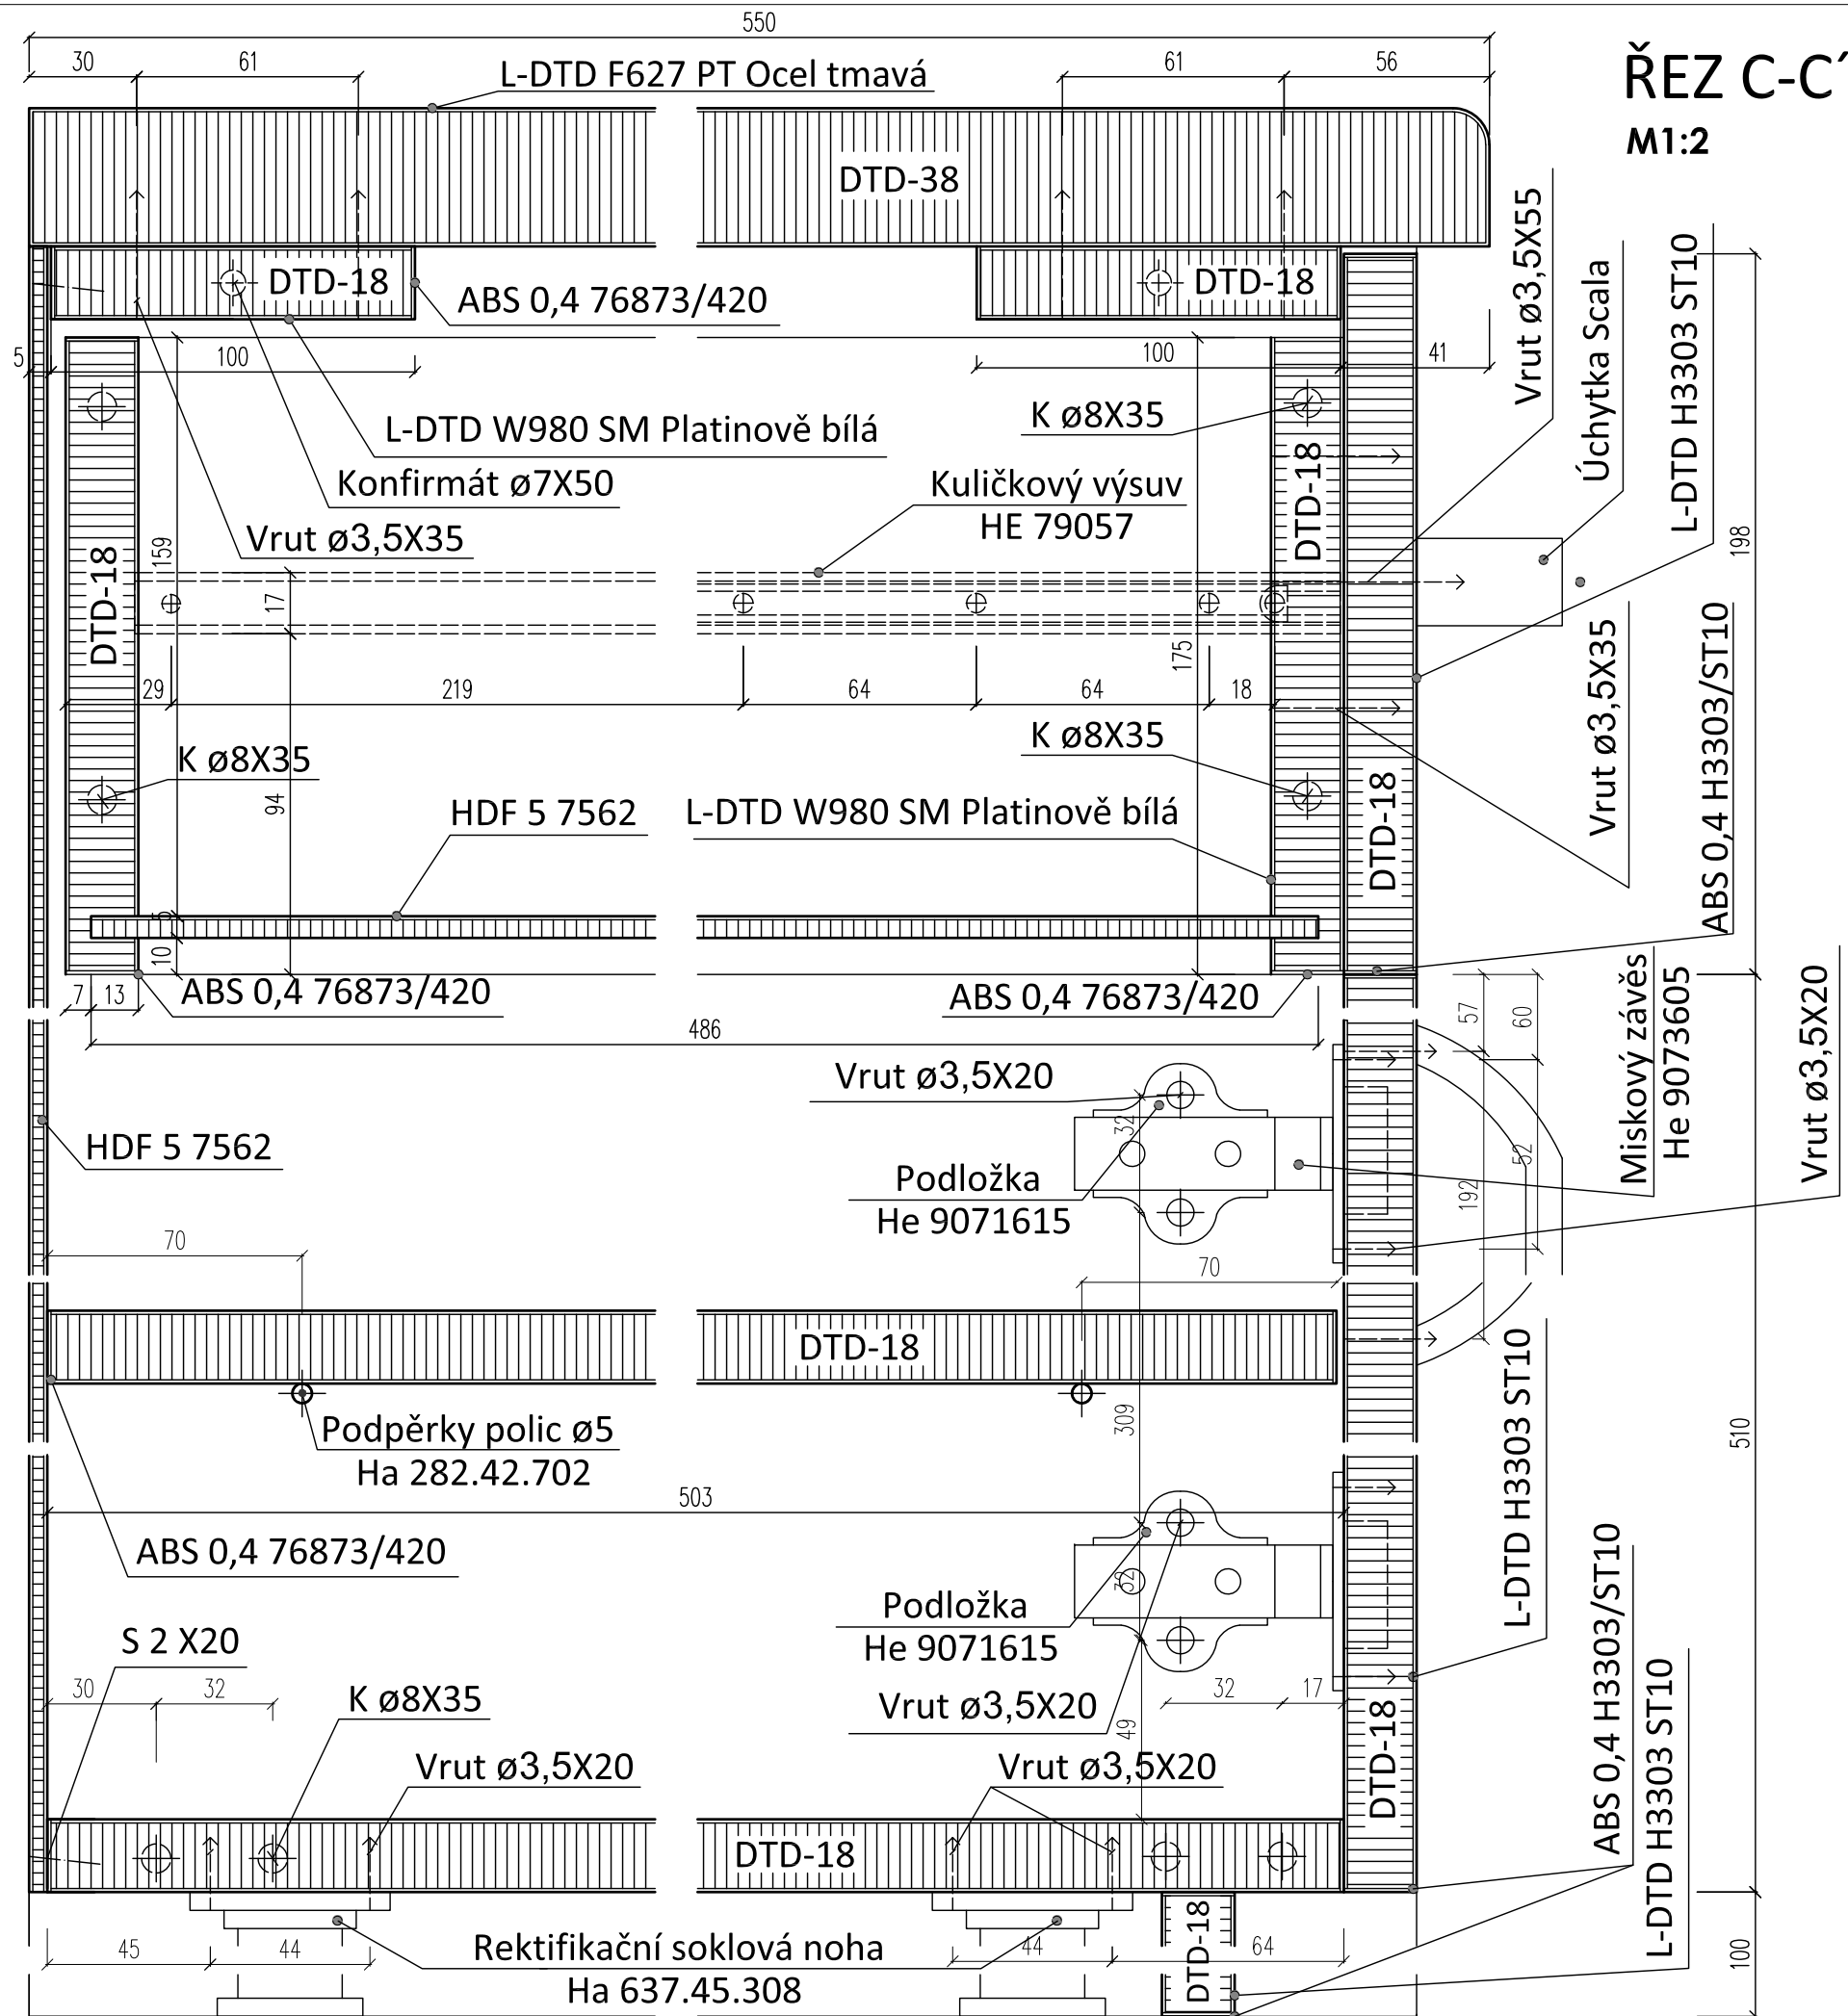 550
30
61
61
56
ŘEZ C-C´
M1:2
L-DTD F627 PT Ocel tmavá
DTD-38
DTD-18
DTD-18
ABS 0,4 76873/420
Vrut ø3,5X55
Úchytka Scala
L-DTD H3303 ST10
5
100
100
41
L-DTD W980 SM Platinově bílá
K ø8X35
Konfirmát ø7X50
Kuličkový výsuv
HE 79057
Vrut ø3,5X35
DTD-18
159
17
DTD-18
198
175
29
219
64
64
18
Vrut ø3,5X35
ABS 0,4 H3303/ST10
K ø8X35
K ø8X35
94
HDF 5 7562
L-DTD W980 SM Platinově bílá
DTD-18
5
10
7
13
ABS 0,4 76873/420
ABS 0,4 76873/420
486
57
60
Miskový závěs
He 9073605
Vrut ø3,5X20
Vrut ø3,5X20
32
52
192
HDF 5 7562
Podložka
He 9071615
70
70
DTD-18
309
Podpěrky polic ø5
Ha 282.42.702
L-DTD H3303 ST10
510
503
ABS 0,4 76873/420
32
Podložka
He 9071615
S 2 X20
30
32
K ø8X35
Vrut ø3,5X20
32
17
49
ABS 0,4 H3303/ST10
L-DTD H3303 ST10
DTD-18
Vrut ø3,5X20
Vrut ø3,5X20
DTD-18
45
44
Rektifikační soklová noha
Ha 637.45.308
44
64
DTD-18
100